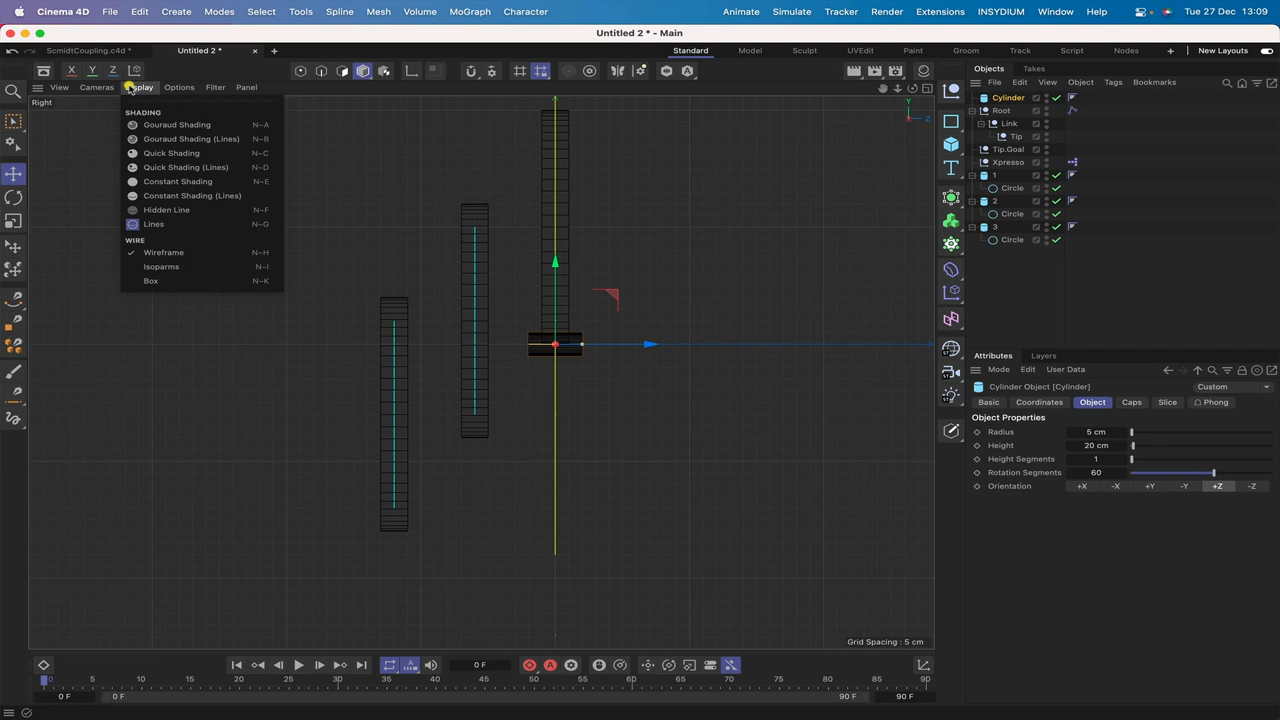 Cinema 4D File Edit Create Modes Select Tools Spline Mesh Volume MoGraph Character Animate Simulate Tracker Render Extensions INSYDIUM Window Help Tue 27 Dec 13:09
Untitled 2 * - Main
ScmidtCoupling.c4d * Untitled 2 * Standard Model Sculpt UVEdit Paint Groom Track Script Nodes New Layouts
X Y Z
Objects Takes
View Cameras Display Options Filter Panel
File Edit View Object Tags Bookmarks
Right
Y
Z
SHADING
Gouraud Shading N~A
Gouraud Shading (Lines) N~B
Quick Shading N~C
Quick Shading (Lines) N~D
Constant Shading N~E
Constant Shading (Lines)
Hidden Line N~F
Lines N~G
WIRE
Wireframe N~H
Isoparms N~I
Box N~K
Cylinder
Root
Link
Tip
Tip.Goal
Xpresso
1
Circle
2
Circle
3
Circle
Attributes Layers
Mode Edit User Data
Cylinder Object [Cylinder] Custom
Basic Coordinates Object Caps Slice Phong
Object Properties
Radius 5 cm
Height 20 cm
Height Segments 1
Rotation Segments 60
Orientation +X -X +Y -Y +Z -Z
Grid Spacing : 5 cm
0 F
0 5 10 15 20 25 30 35 40 45 50 55 60 65 70 75 80 85 90
0 F 0 F 90 F 90 F